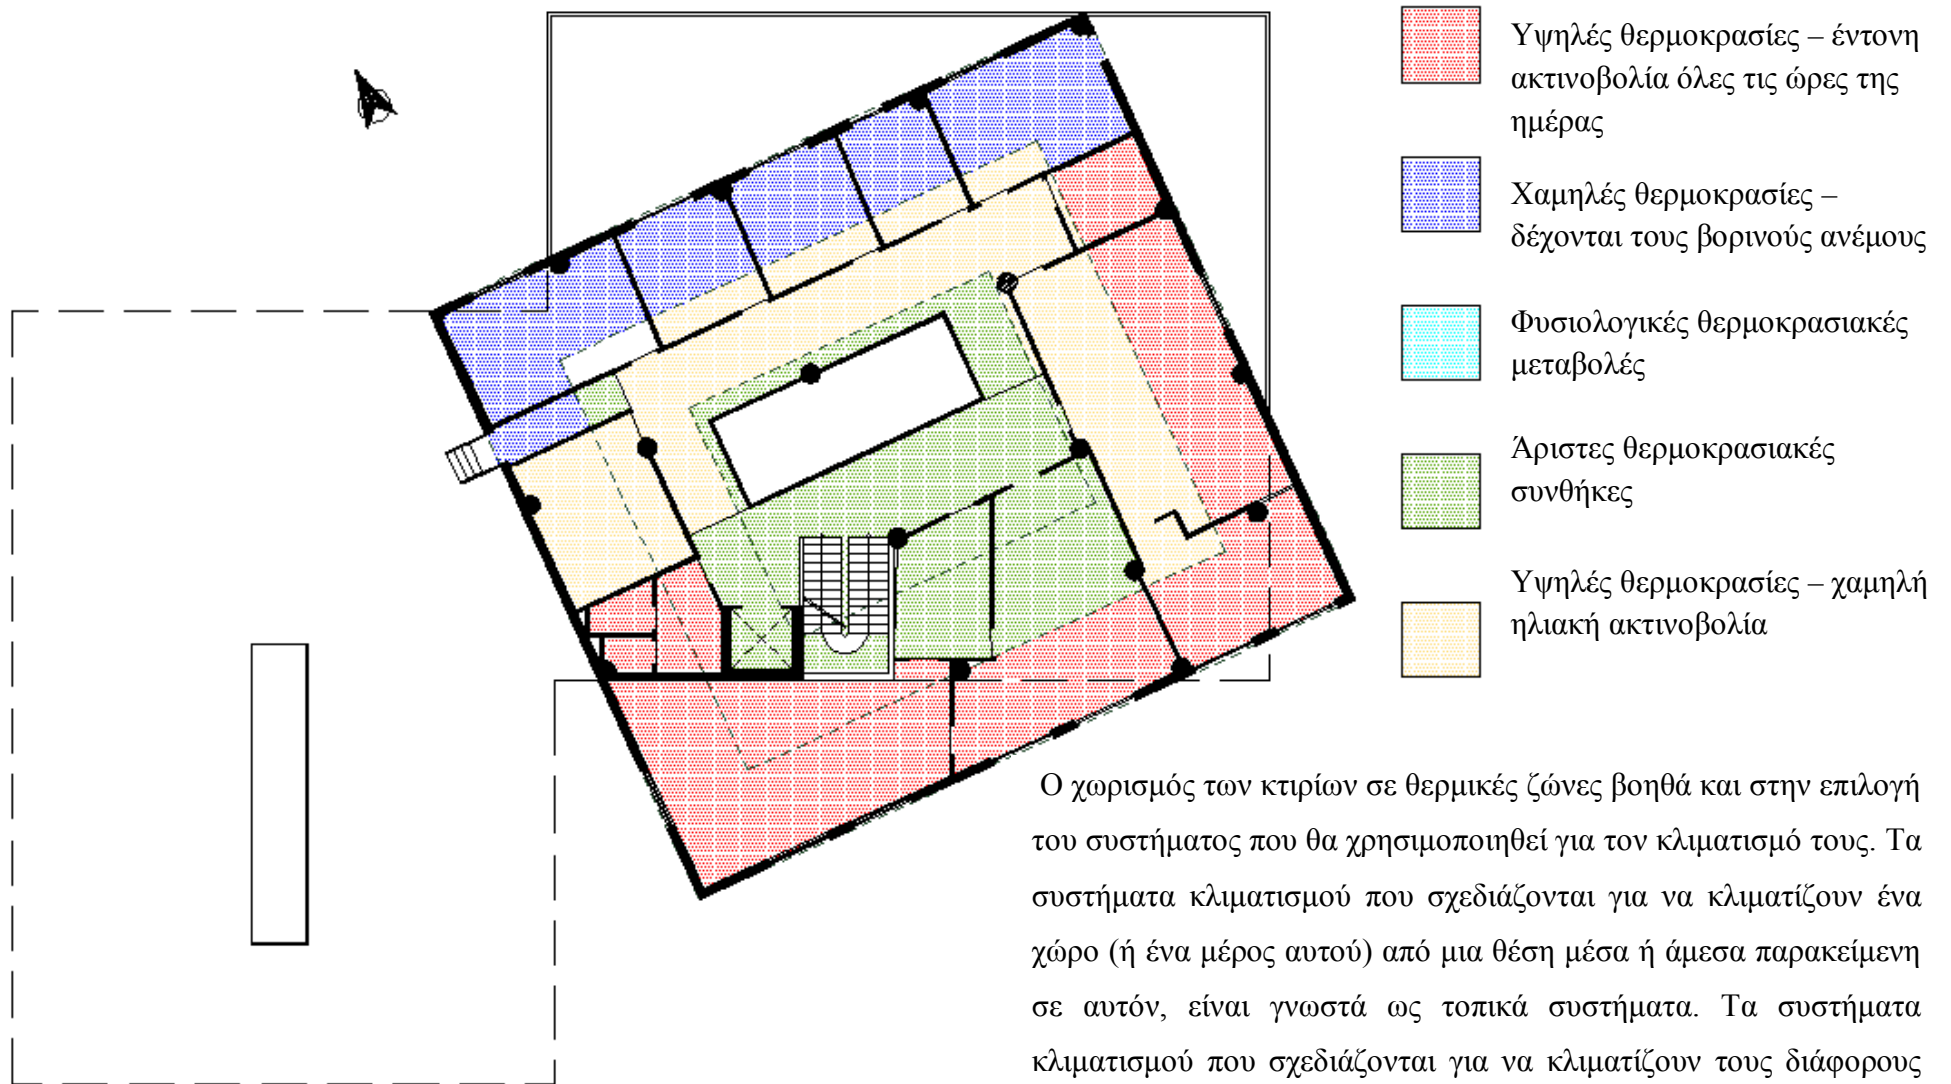 Υψηλές θερμοκρασίες – έντονη
ακτινοβολία όλες τις ώρες της
ημέρας
Χαμηλές θερμοκρασίες –
δέχονται τους βορινούς ανέμους
Φυσιολογικές θερμοκρασιακές
μεταβολές
Άριστες θερμοκρασιακές
συνθήκες
Υψηλές θερμοκρασίες – χαμηλή
ηλιακή ακτινοβολία
Ο χωρισμός των κτιρίων σε θερμικές ζώνες βοηθά και στην επιλογή
του συστήματος που θα χρησιμοποιηθεί για τον κλιματισμό τους. Τα
συστήματα κλιματισμού που σχεδιάζονται για να κλιματίζουν ένα
χώρο (ή ένα μέρος αυτού) από μια θέση μέσα ή άμεσα παρακείμενη
σε αυτόν, είναι γνωστά ως τοπικά συστήματα. Τα συστήματα
κλιματισμού που σχεδιάζονται για να κλιματίζουν τους διάφορους